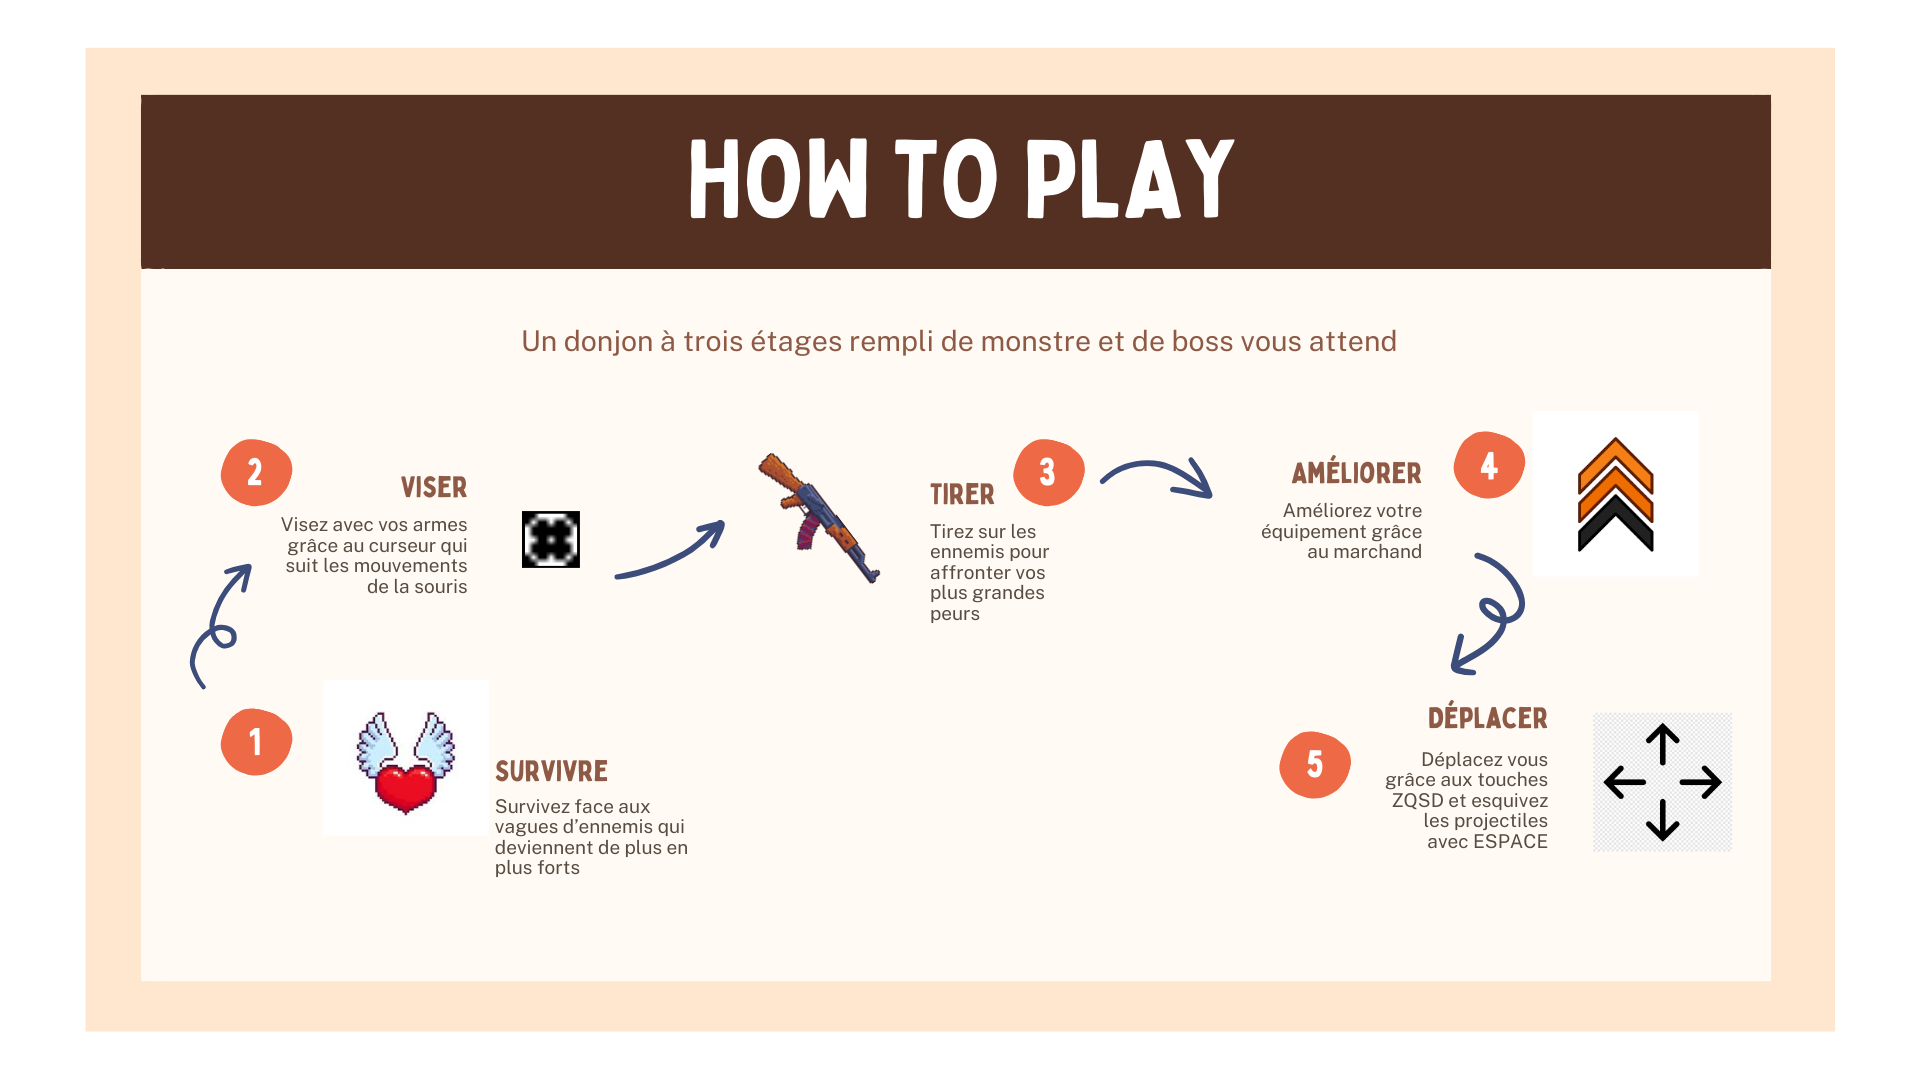 HOW TO PLAY
Un donjon à trois étages rempli de monstre et de boss vous attend
1
SURVIVRE
Survivez face aux
vagues d’ennemis qui
deviennent de plus en
plus forts
2
VISER
Visez avec vos armes
grâce au curseur qui
suit les mouvements
de la souris
TIRER
3
Tirez sur les
ennemis pour
affronter vos
plus grandes
peurs
AMÉLIORER
4
Améliorez votre
équipement grâce
au marchand
5
DÉPLACER
Déplacez vous
grâce aux touches
ZQSD et esquivez
les projectiles
avec ESPACE